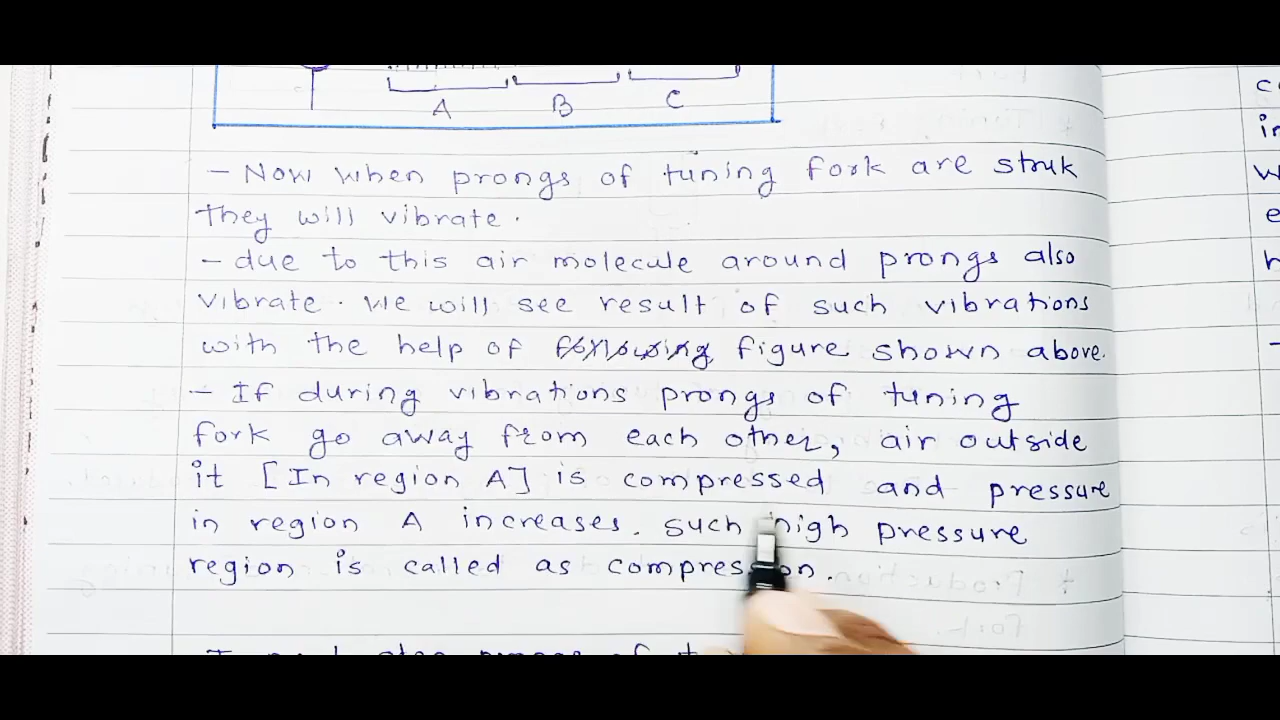 A B C
- Now when prongs of tuning fork are struk
they will vibrate.
- due to this air molecule around prongs also
vibrate. We will see result of such vibrations
with the help of following figure shown above.
- If during vibrations prongs of tuning
fork go away from each other, air outside
it [In region A] is compressed and pressure
in region A increases. such high pressure
region is called as compression.